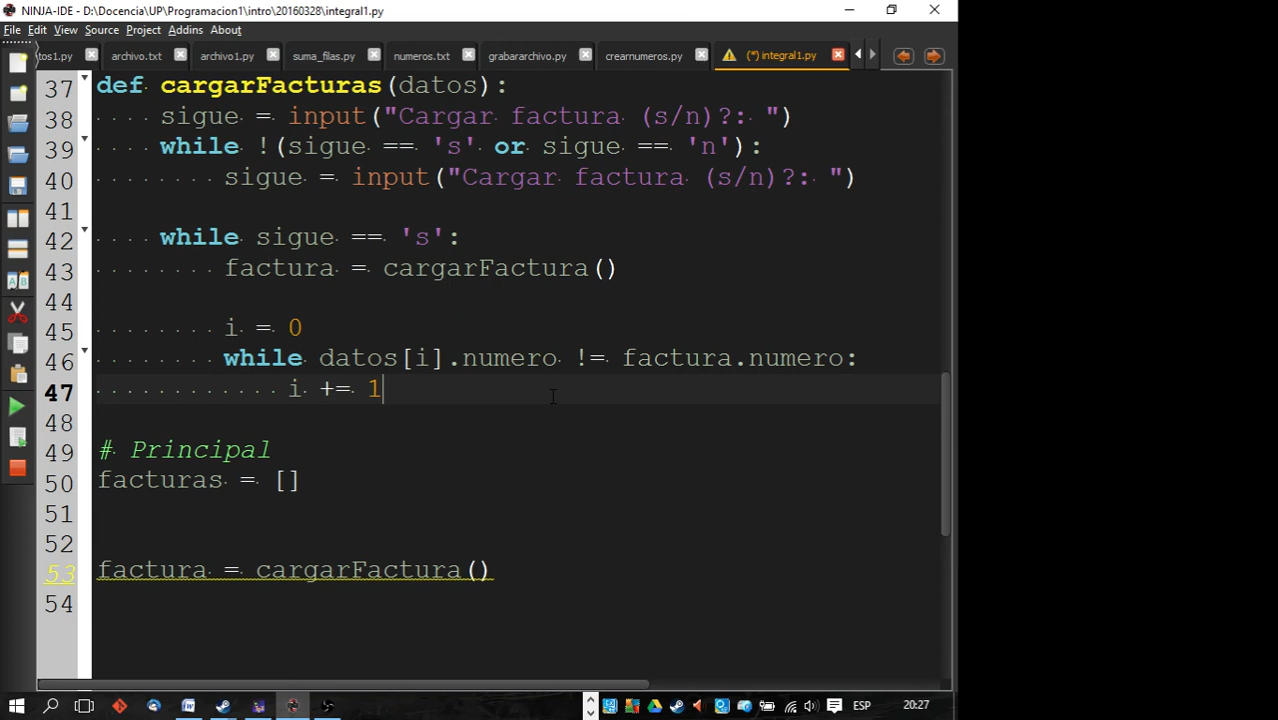 NINJA-IDE - D:\Docencia\UP\Programacion1\intro\20160328\integral1.py
File Edit View Source Project Addins About
tos1.py archivo.txt archivo1.py suma_filas.py numeros.txt grabararchivo.py crearnumeros.py (*) integral1.py
37 def cargarFacturas(datos):
38 sigue = input("Cargar factura (s/n)?: ")
39 while !(sigue == 's' or sigue == 'n'):
40 sigue = input("Cargar factura (s/n)?: ")
41
42 while sigue == 's':
43 factura = cargarFactura()
44
45 i = 0
46 while datos[i].numero != factura.numero:
47 i += 1
48
49 # Principal
50 facturas = []
51
52
53 factura = cargarFactura()
54
ESP 20:27